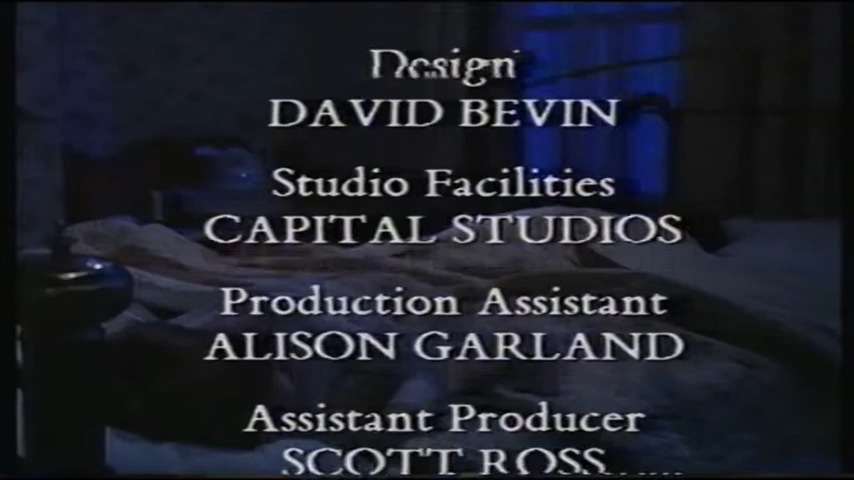 Design
DAVID BEVIN
Studio Facilities
CAPITAL STUDIOS
Production Assistant
ALISON GARLAND
Assistant Producer
SCOTT ROSS